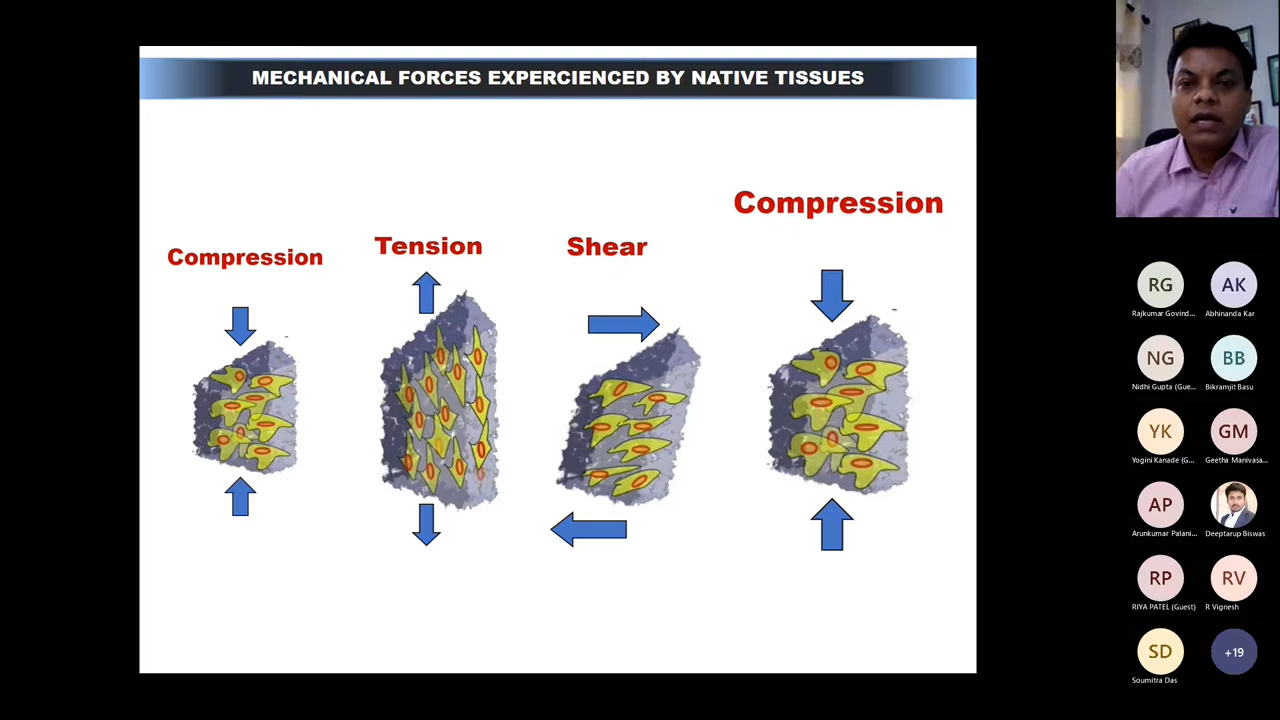 MECHANICAL FORCES EXPERCIENCED BY NATIVE TISSUES
Compression
Tension
Shear
Compression
RG
AK
Rajkumar Govind...
Abhinanda Kar
NG
BB
Nidhi Gupta (Gue...
Bikramjit Basu
YK
GM
Yogini Kanade (G...
Geetha Manivasa...
AP
Arunkumar Palani...
Deeptarup Biswas
RP
RV
RIYA PATEL (Guest)
R Vignesh
SD
+19
Soumitra Das